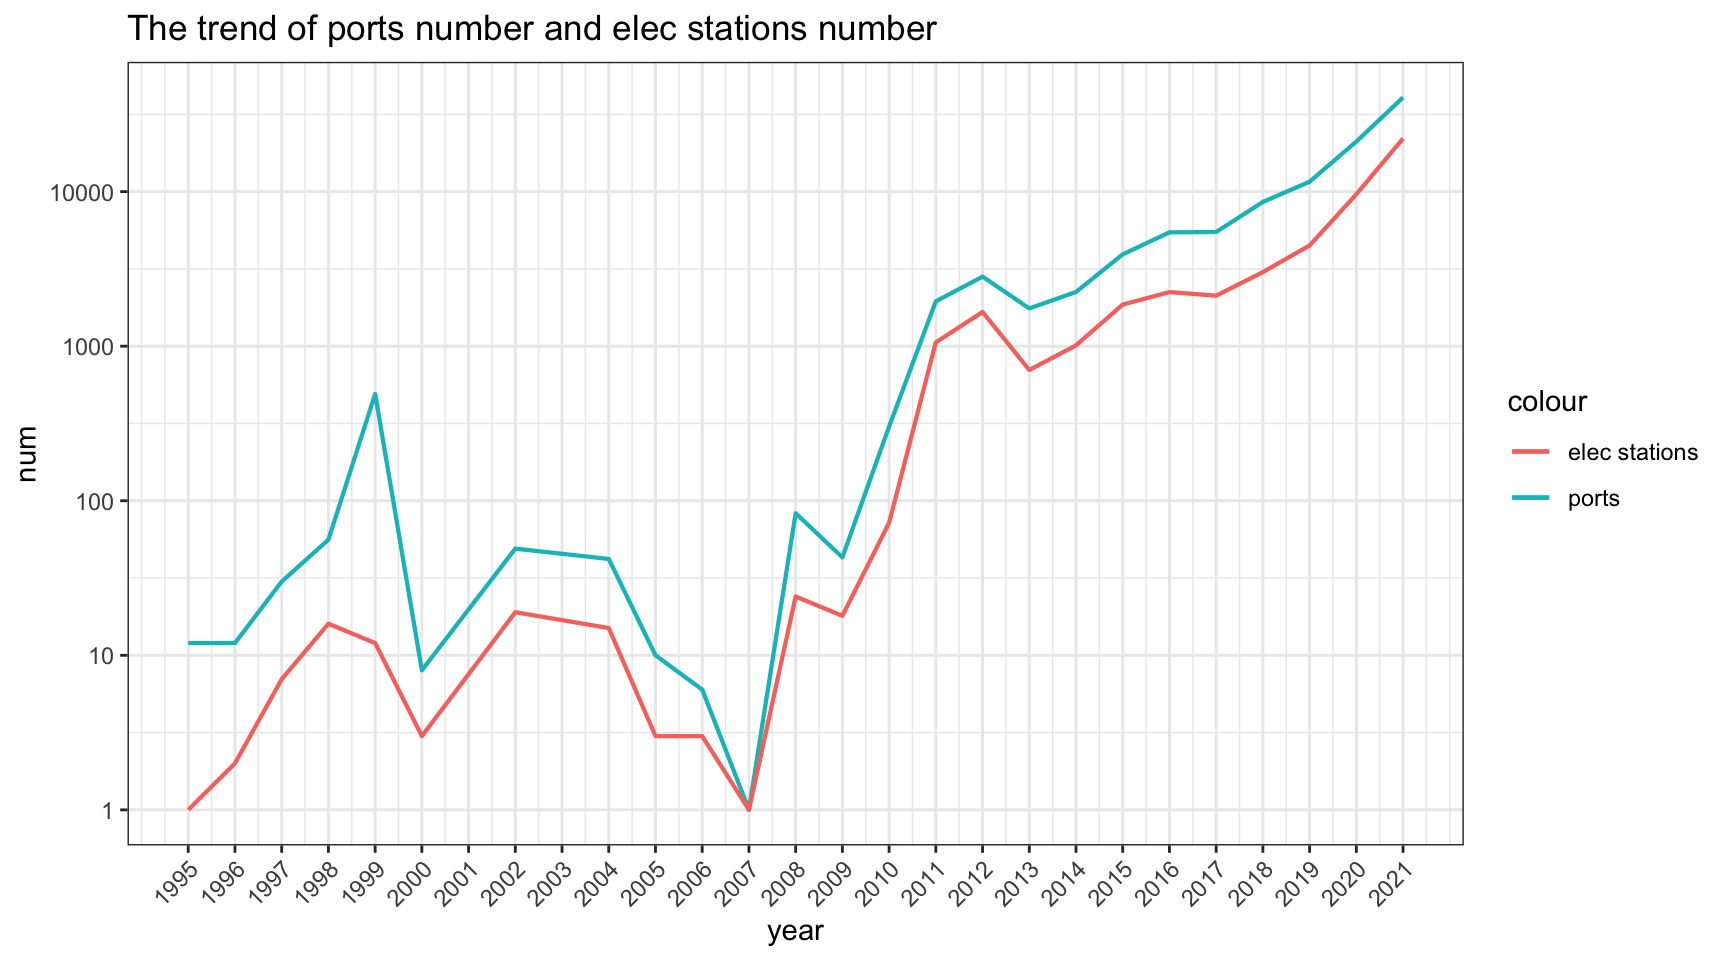 The trend of ports number and elec stations number
num
10000
1000
100
10
1
1995 1996 1997 1998 1999 2000 2001 2002 2003 2004 2005 2006 2007 2008 2009 2010 2011 2012 2013 2014 2015 2016 2017 2018 2019 2020 2021
year
colour
elec stations
ports